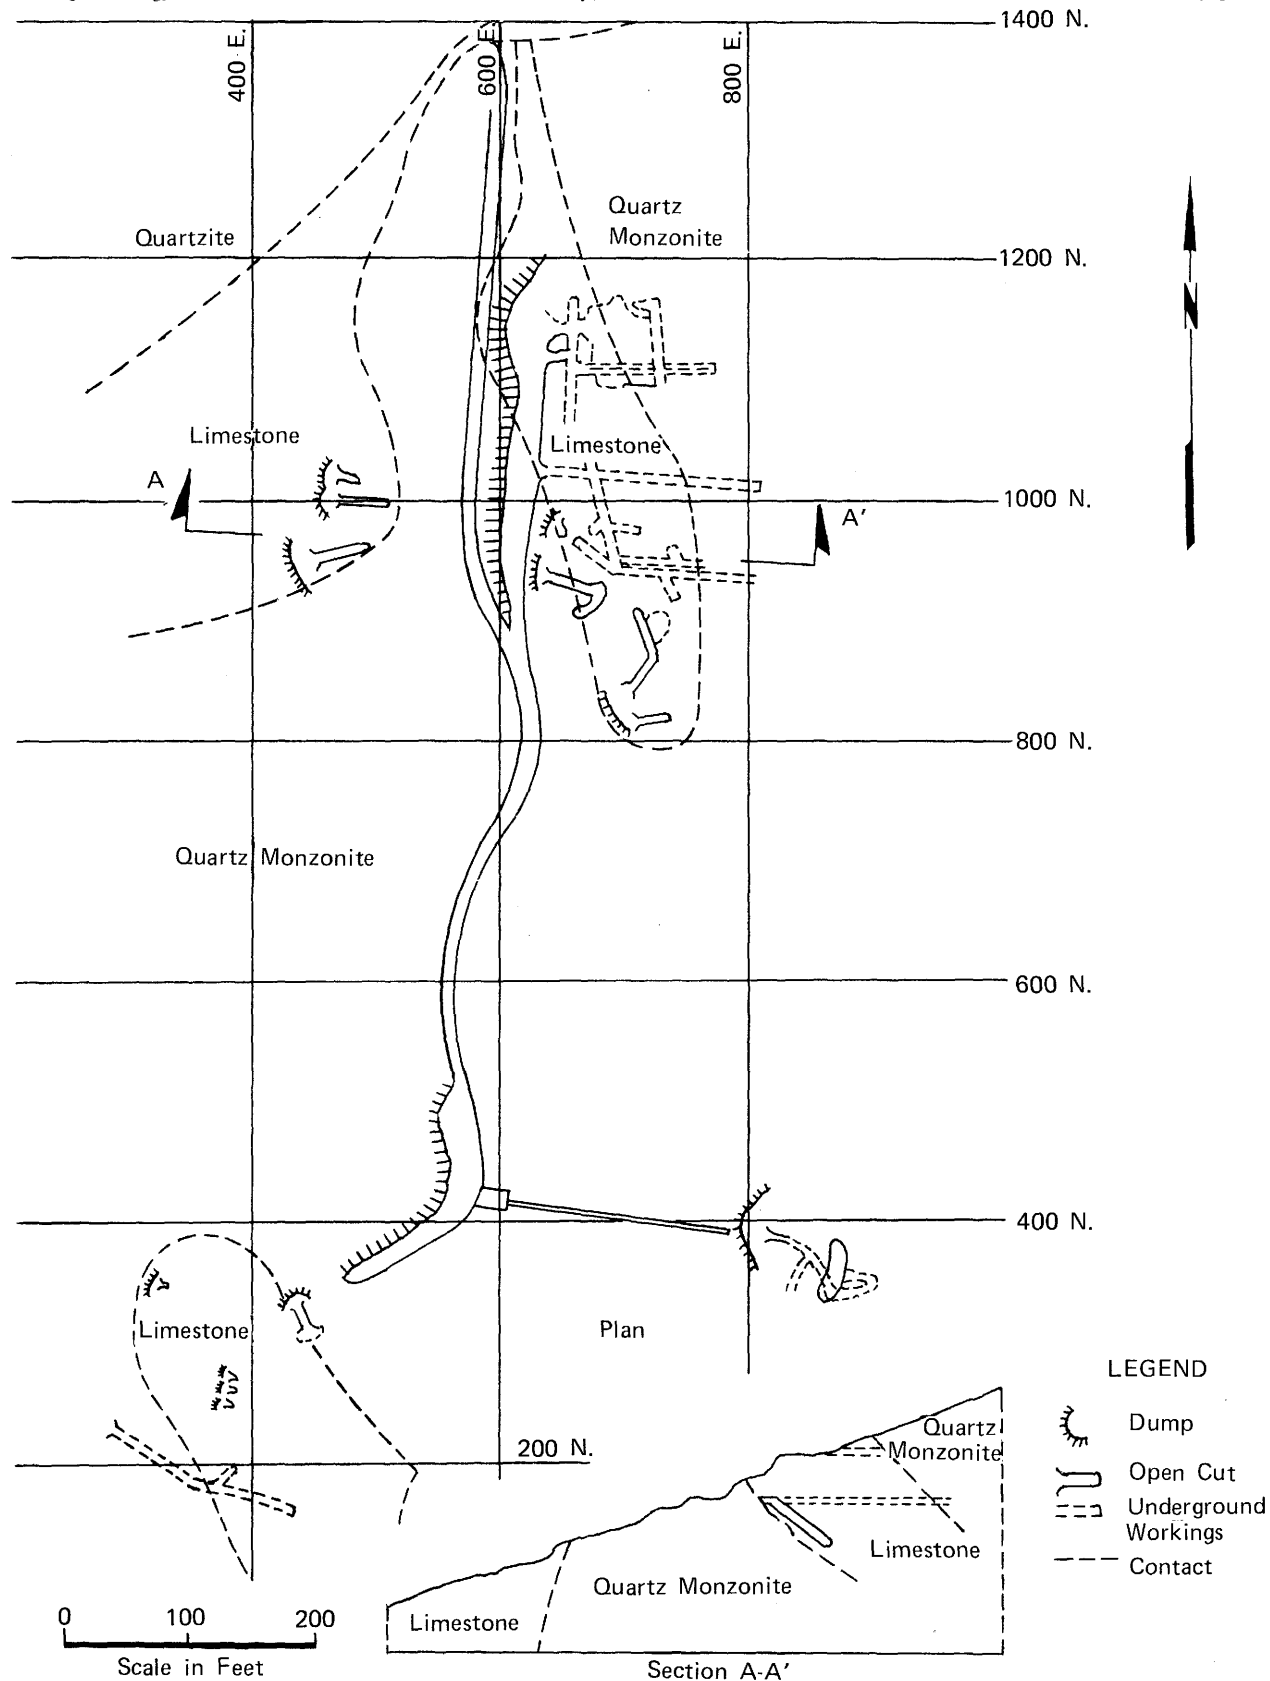 1400 N.
400 E.
600 E.
800 E.
Quartz
Monzonite
Quartzite
1200 N.
N
Limestone
Limestone
A
1000 N.
A'
800 N.
Quartz Monzonite
600 N.
400 N.
Limestone
Plan
LEGEND
Dump
Open Cut
Underground
Workings
Contact
200 N.
Quartz
Monzonite
Limestone
Quartz Monzonite
Limestone
0 100 200
Scale in Feet
Section A-A'